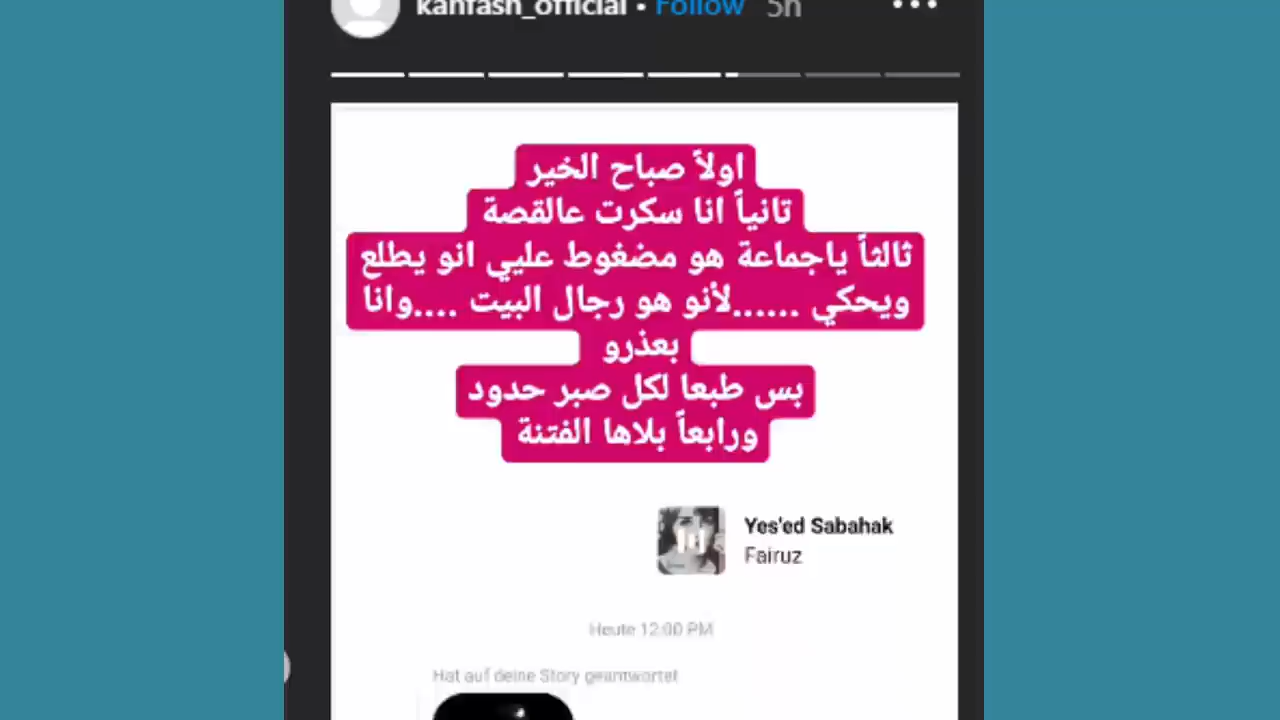 kanfash_official • Follow 5h
اولاً صباح الخير
تانياً انا سكرت عالقصة
ثالثاً ياجماعة هو مضغوط عليي انو يطلع
ويحكي ......لأنو هو رجال البيت ....وانا
بعذرو
بس طبعا لكل صبر حدود
ورابعاً بلاها الفتنة
Yes'ed Sabahak
Fairuz
Heute 12:00 PM
Hat auf deine Story geantwortet